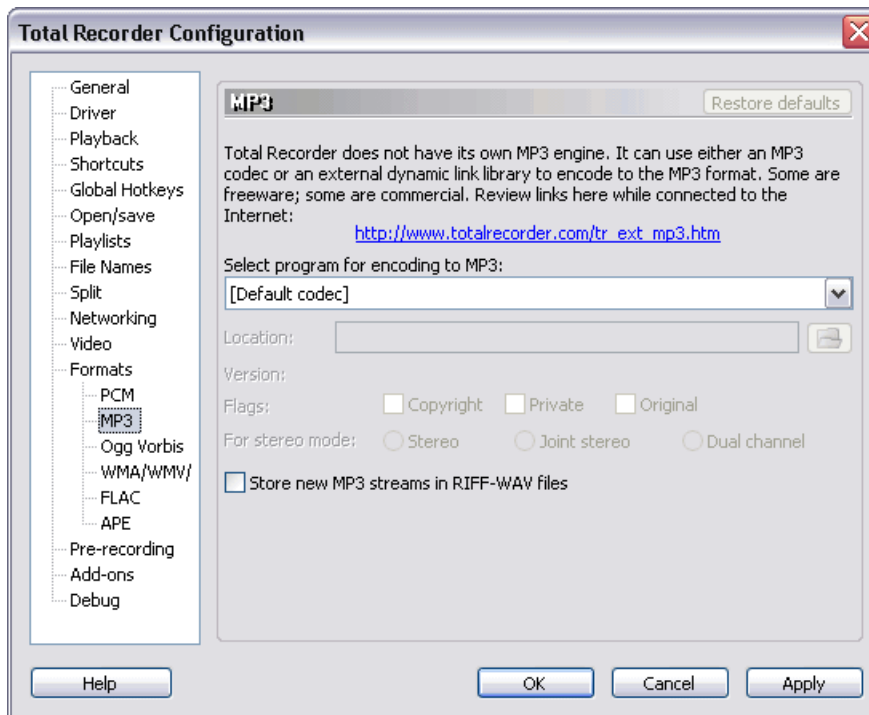 Total Recorder Configuration
General
Driver
Playback
Shortcuts
Global Hotkeys
Open/save
Playlists
File Names
Split
Networking
Video
Formats
PCM
MP3
Ogg Vorbis
WMA/WMV/
FLAC
APE
Pre-recording
Add-ons
Debug
MP3
Restore defaults
Total Recorder does not have its own MP3 engine. It can use either an MP3
codec or an external dynamic link library to encode to the MP3 format. Some are
freeware; some are commercial. Review links here while connected to the
Internet:
http://www.totalrecorder.com/tr_ext_mp3.htm
Select program for encoding to MP3:
[Default codec]
Location:
Version:
Flags: Copyright Private Original
For stereo mode: Stereo Joint stereo Dual channel
Store new MP3 streams in RIFF-WAV files
Help OK Cancel Apply